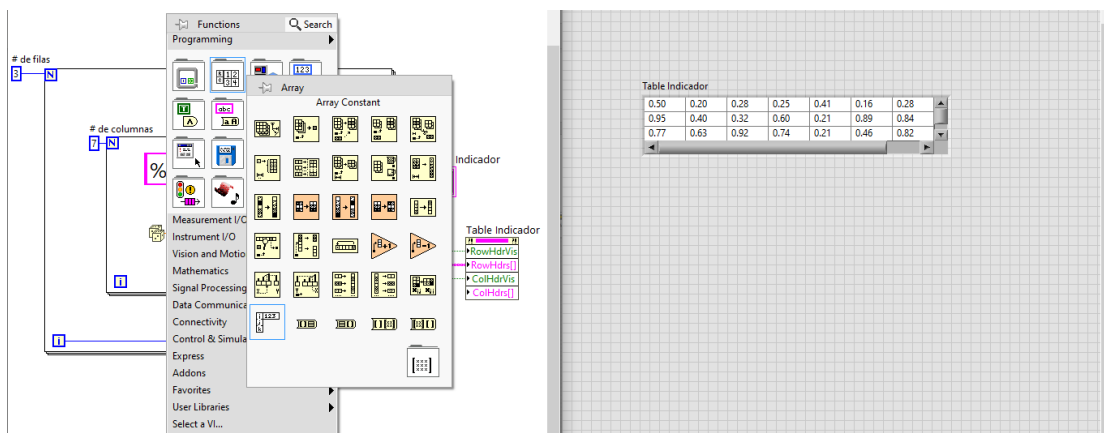 Functions
Search
Programming
# de filas
3
N
Array
Array Constant
# de columnas
7
N
%
Indicador
i
i
Measurement I/O
Instrument I/O
Vision and Motio
Mathematics
Signal Processing
Data Communica
Connectivity
Control & Simula
Express
Addons
Favorites
User Libraries
Select a VI...
Table Indicador
RowHdrVis
RowHdrs[]
ColHdrVis
ColHdrs[]
Table Indicador
0.50 0.20 0.28 0.25 0.41 0.16 0.28
0.95 0.40 0.32 0.60 0.21 0.89 0.84
0.77 0.63 0.92 0.74 0.21 0.46 0.82